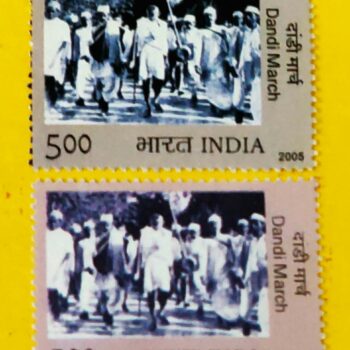 दांडी मार्च
Dandi March
5.00 भारत INDIA
2005
दांडी मार्च
Dandi March